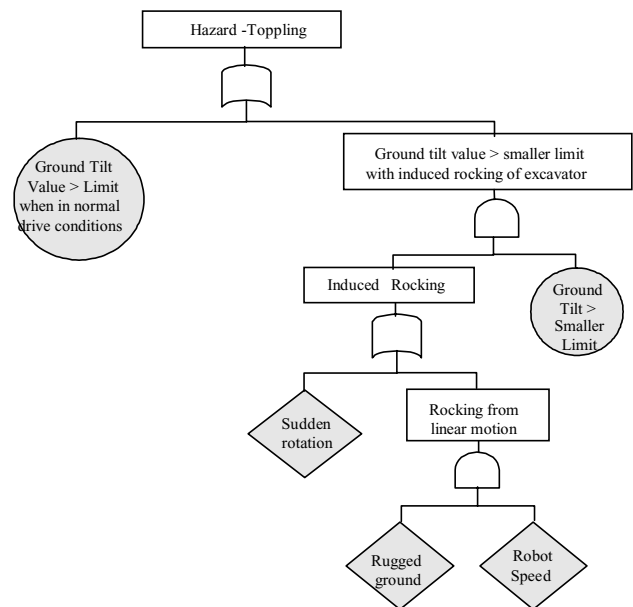 Hazard -Toppling
Ground Tilt
Value > Limit
when in normal
drive conditions
Ground tilt value > smaller limit
with induced rocking of excavator
Induced Rocking
Ground
Tilt >
Smaller
Limit
Sudden
rotation
Rocking from
linear motion
Rugged
ground
Robot
Speed